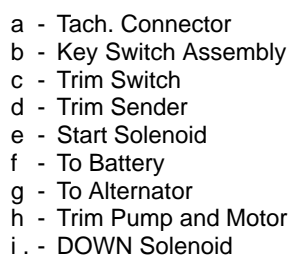 a - Tach. Connector
b - Key Switch Assembly
c - Trim Switch
d - Trim Sender
e - Start Solenoid
f - To Battery
g - To Alternator
h - Trim Pump and Motor
i . - DOWN Solenoid